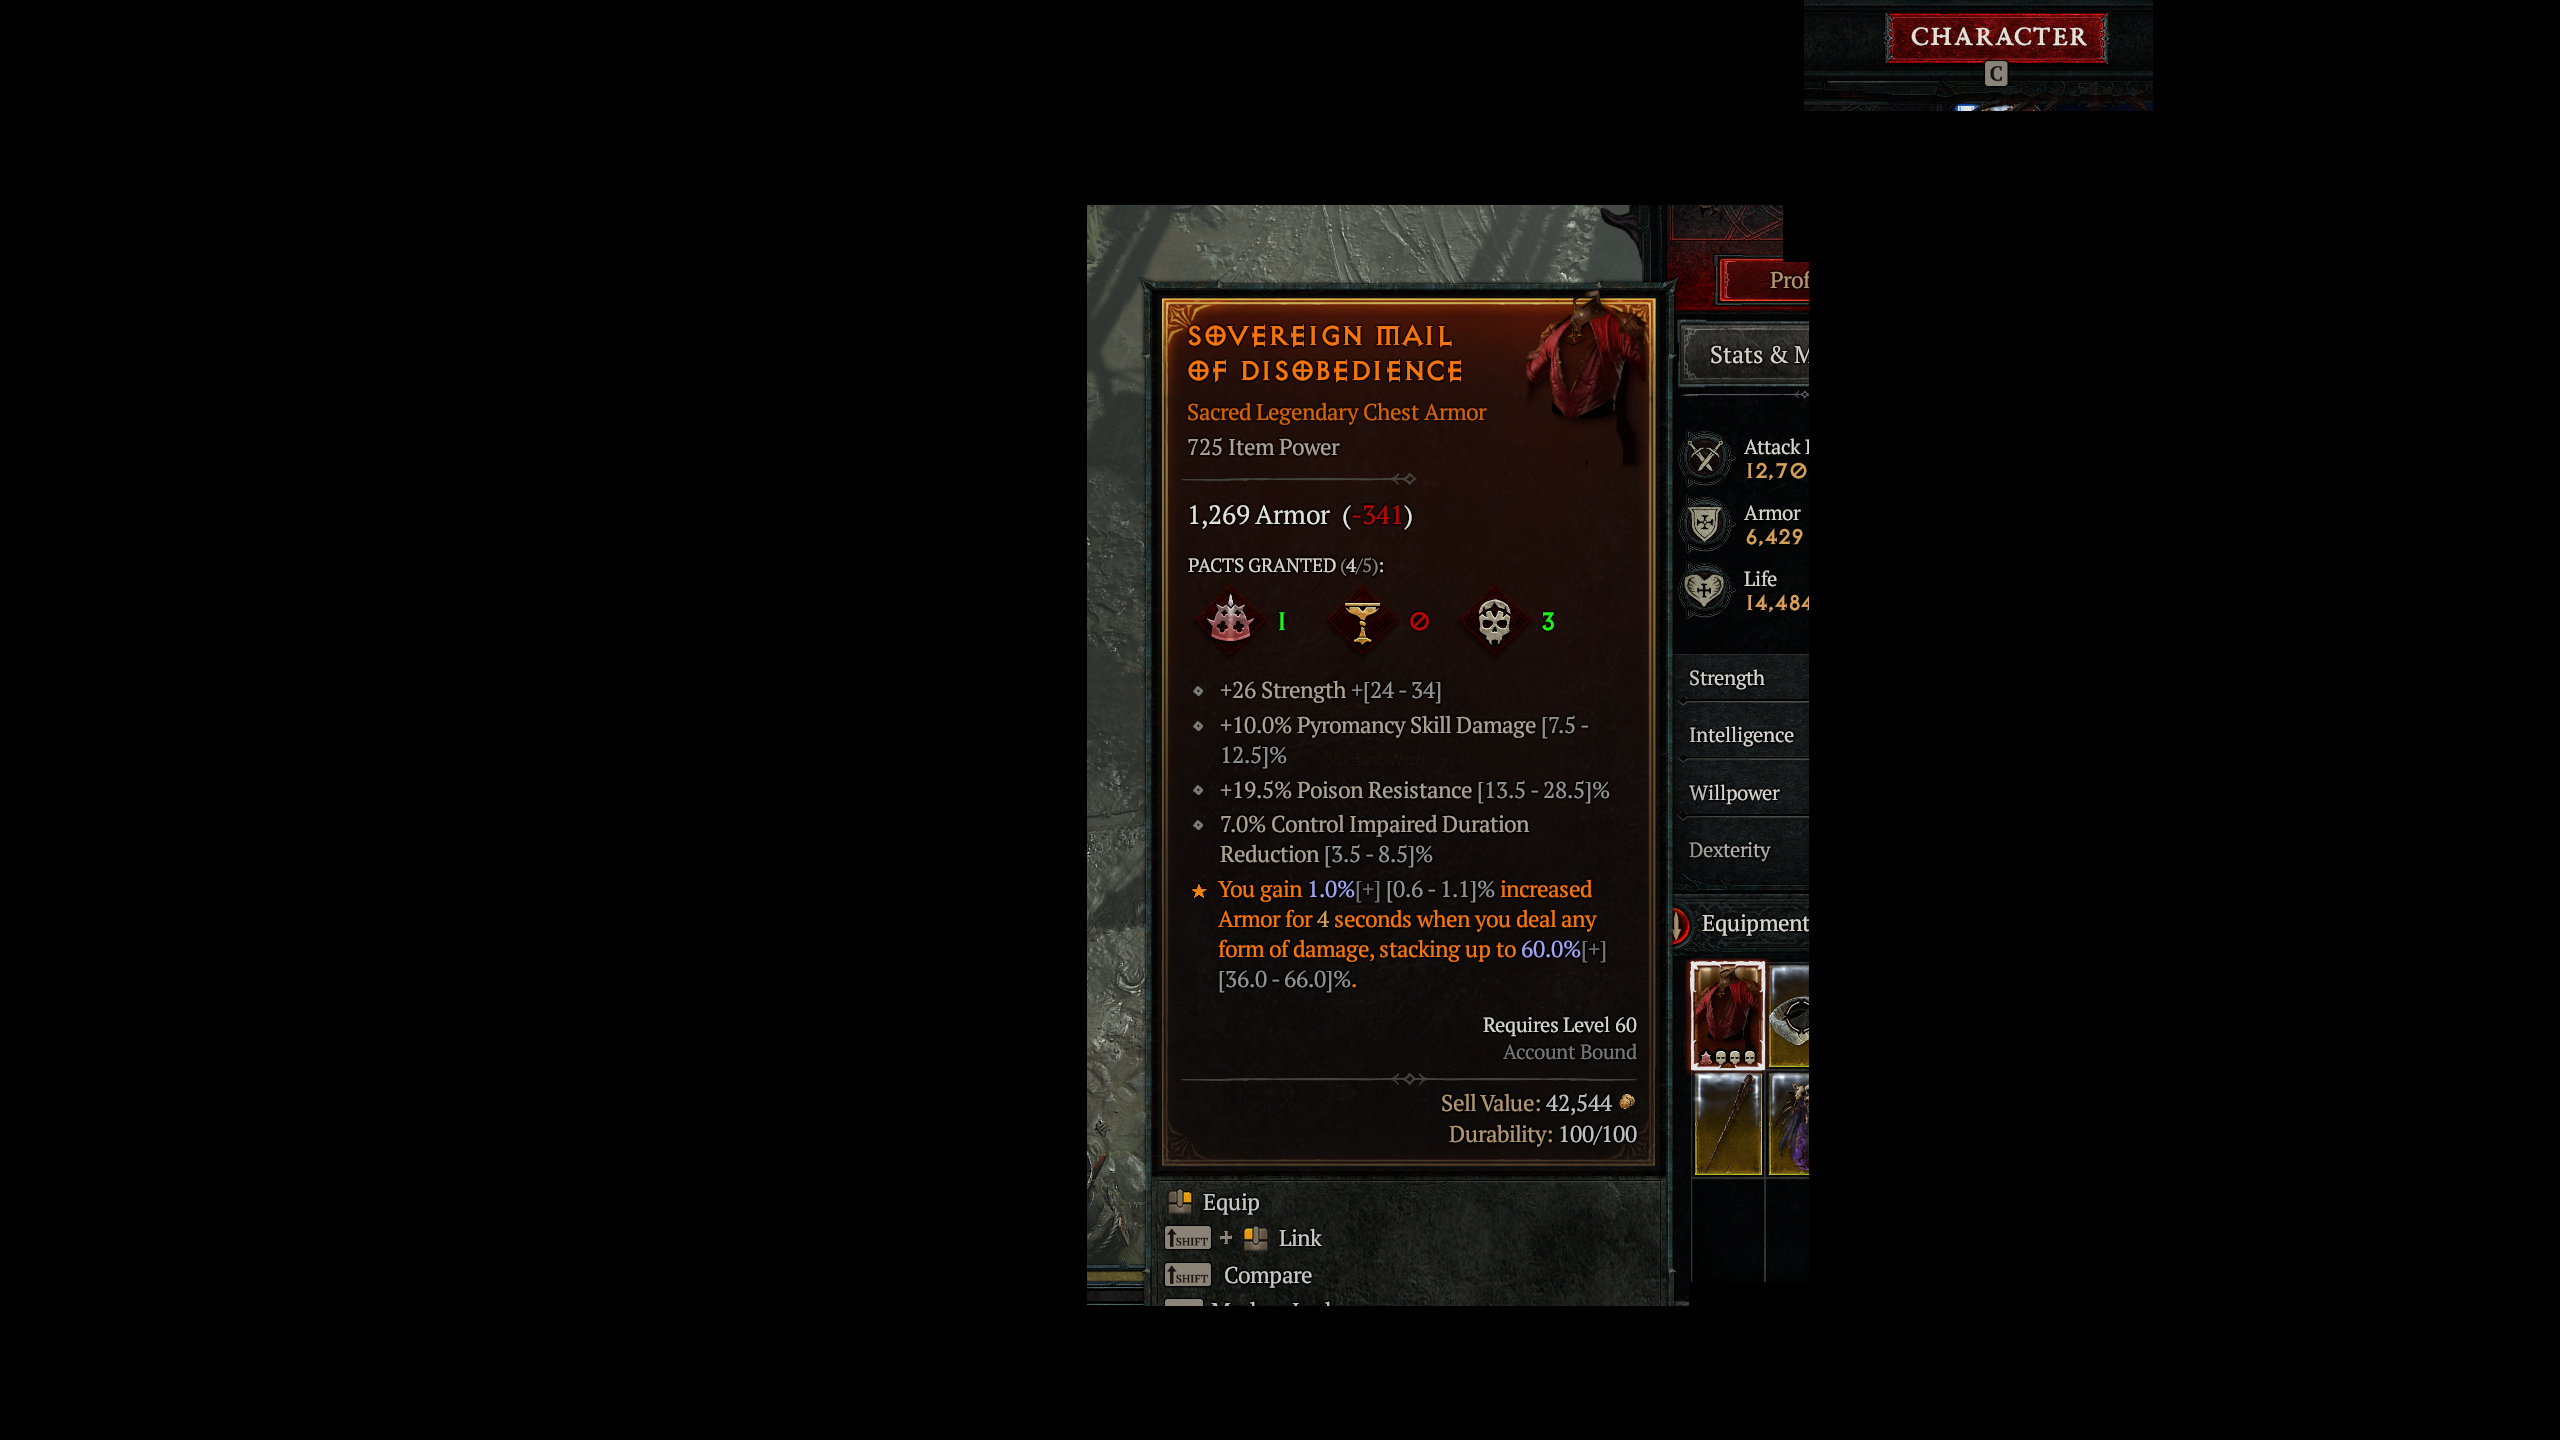 CHARACTER
C
Prof
SOVEREIGN MAIL
OF DISOBEDIENCE
Sacred Legendary Chest Armor
725 Item Power
1,269 Armor (-341)
PACTS GRANTED (4/5):
1 0 3
+26 Strength +[24 - 34]
+10.0% Pyromancy Skill Damage [7.5 -
12.5]%
+19.5% Poison Resistance [13.5 - 28.5]%
7.0% Control Impaired Duration
Reduction [3.5 - 8.5]%
You gain 1.0%[+] [0.6 - 1.1]% increased
Armor for 4 seconds when you deal any
form of damage, stacking up to 60.0%[+]
[36.0 - 66.0]%.
Requires Level 60
Account Bound
Sell Value: 42,544
Durability: 100/100
Equip
SHIFT + Link
SHIFT Compare
Stats & M
Attack
12,70
Armor
6,429
Life
14,484
Strength
Intelligence
Willpower
Dexterity
Equipment